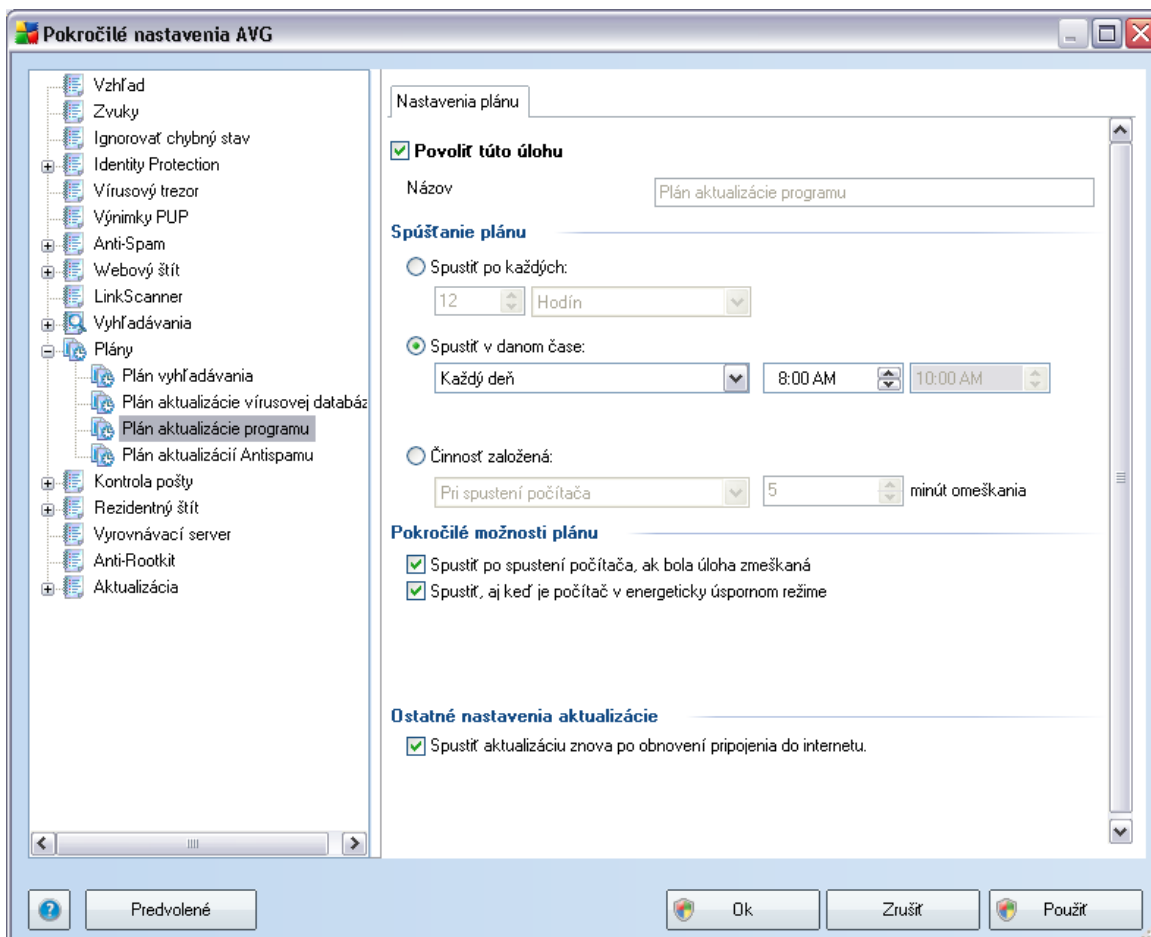 Pokročilé nastavenia AVG
Vzhľad
Zvuky
Ignorovať chybný stav
Identity Protection
Vírusový trezor
Výnimky PUP
Anti-Spam
Webový štít
LinkScanner
Vyhľadávania
Plány
Plán vyhľadávania
Plán aktualizácie vírusovej databáz
Plán aktualizácie programu
Plán aktualizácií Antispamu
Kontrola pošty
Rezidentný štít
Vyrovnávací server
Anti-Rootkit
Aktualizácia
Nastavenia plánu
Povoliť túto úlohu
Názov Plán aktualizácie programu
Spúšťanie plánu
Spustiť po každých:
12 Hodín
Spustiť v danom čase:
Každý deň 8:00 AM 10:00 AM
Činnosť založená:
Pri spustení počítača 5 minút omeškania
Pokročilé možnosti plánu
Spustiť po spustení počítača, ak bola úloha zmeškaná
Spustiť, aj keď je počítač v energeticky úspornom režime
Ostatné nastavenia aktualizácie
Spustiť aktualizáciu znova po obnovení pripojenia do internetu.
? Predvolené Ok Zrušiť Použiť